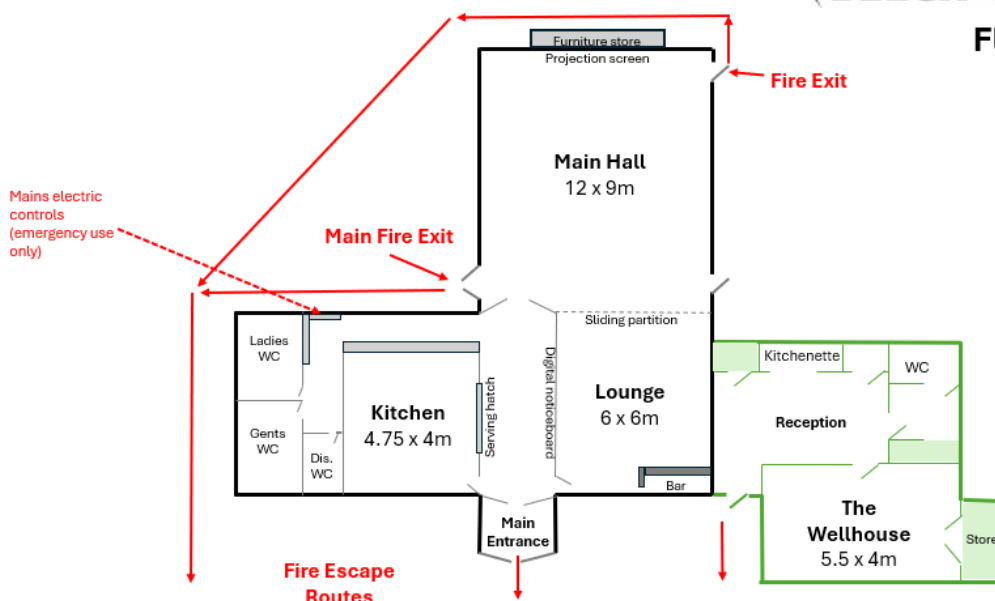 FU
Furniture store
Projection screen
Fire Exit
Main Hall
12 x 9m
Mains electric
controls
(emergency use
only)
Main Fire Exit
Sliding partition
Ladies
WC
Kitchenette
WC
Digital noticeboard
Serving hatch
Lounge
6 x 6m
Kitchen
4.75 x 4m
Reception
Gents
WC
Dis.
WC
Bar
Main
Entrance
The
Wellhouse
5.5 x 4m
Store
Fire Escape
Routes